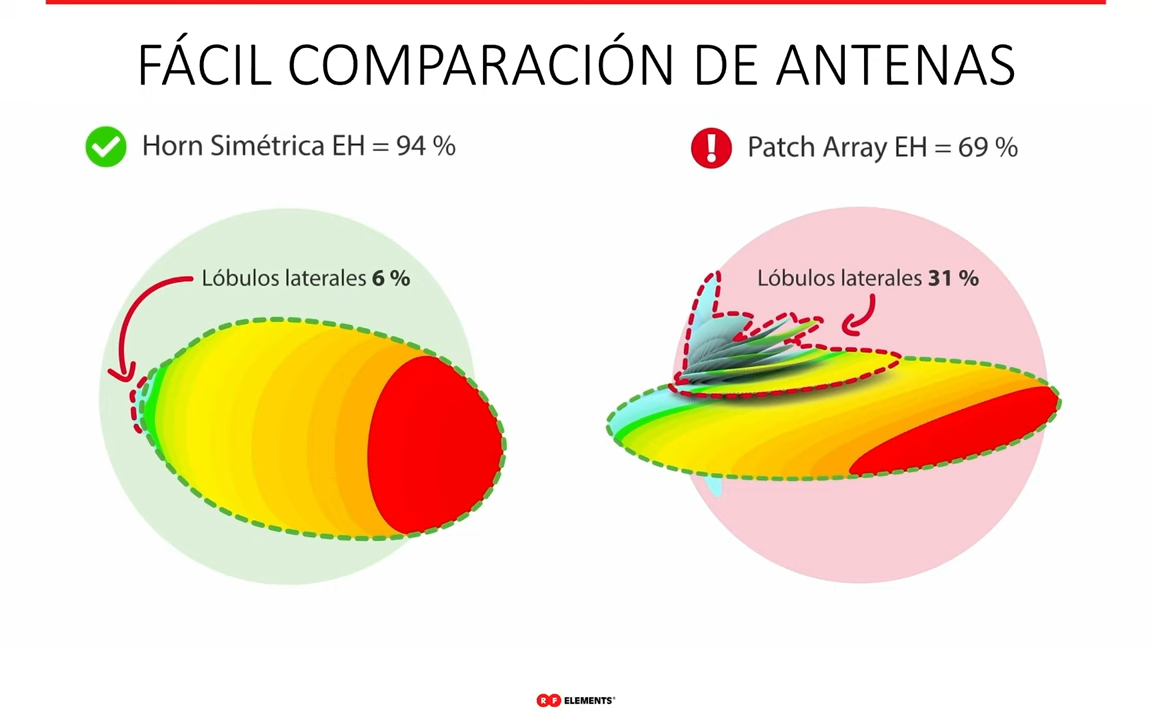 FÁCIL COMPARACIÓN DE ANTENAS
Horn Simétrica EH = 94 %
Patch Array EH = 69 %
Lóbulos laterales 6 %
Lóbulos laterales 31 %
RF ELEMENTS